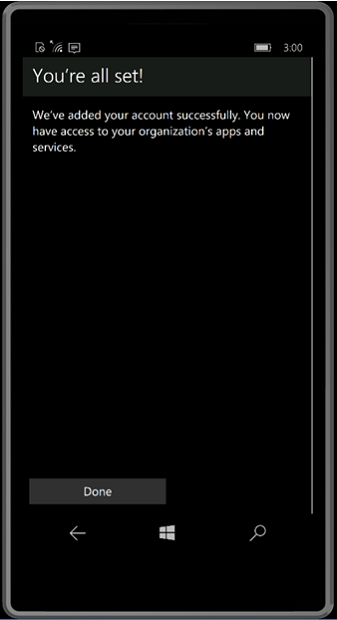 3:00
You're all set!
We've added your account successfully. You now
have access to your organization's apps and
services.
Done